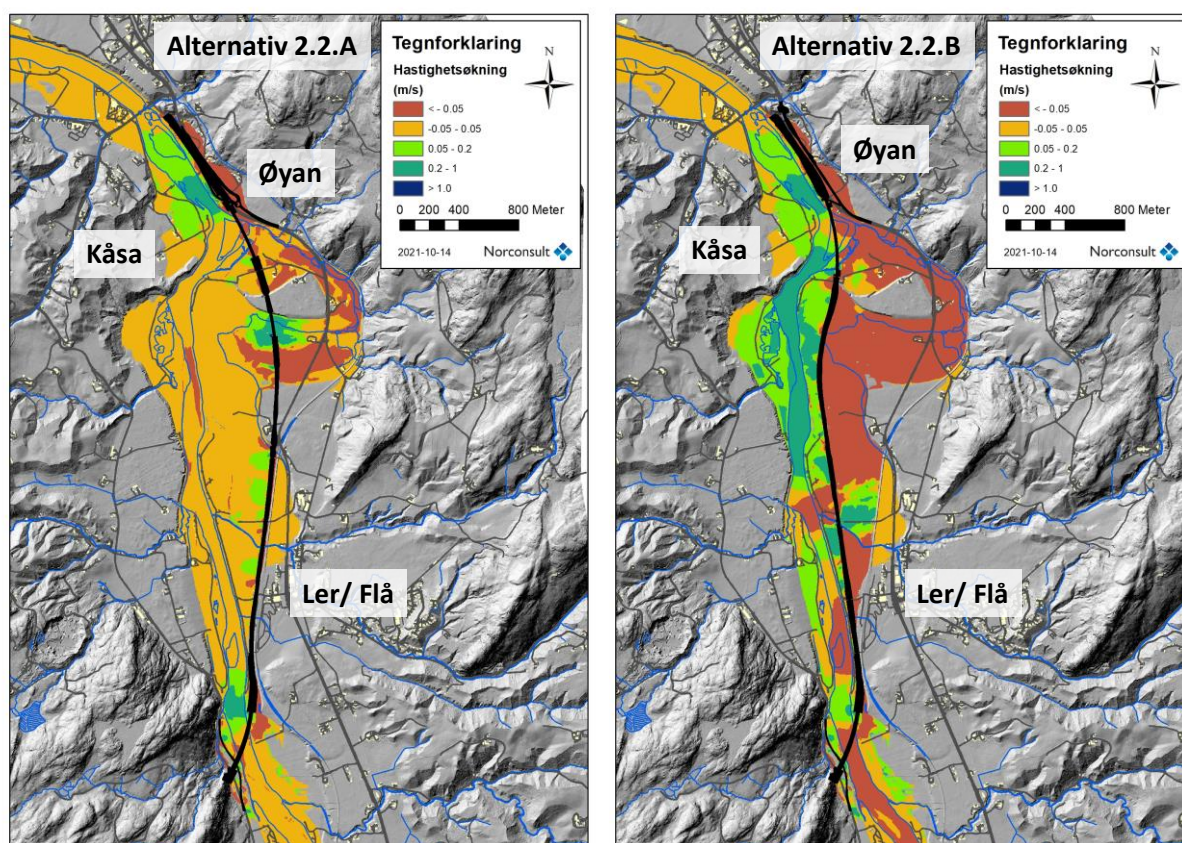 Alternativ 2.2.A
Tegnforklaring
Hastighetsøkning
(m/s)
N
< - 0.05
-0.05 - 0.05
0.05 - 0.2
0.2 - 1
> 1.0
0 200 400 800 Meter
2021-10-14 Norconsult
Øyan
Kåsa
Ler/ Flå
Alternativ 2.2.B
Tegnforklaring
Hastighetsøkning
(m/s)
N
< - 0.05
-0.05 - 0.05
0.05 - 0.2
0.2 - 1
> 1.0
0 200 400 800 Meter
2021-10-14 Norconsult
Øyan
Kåsa
Ler/ Flå